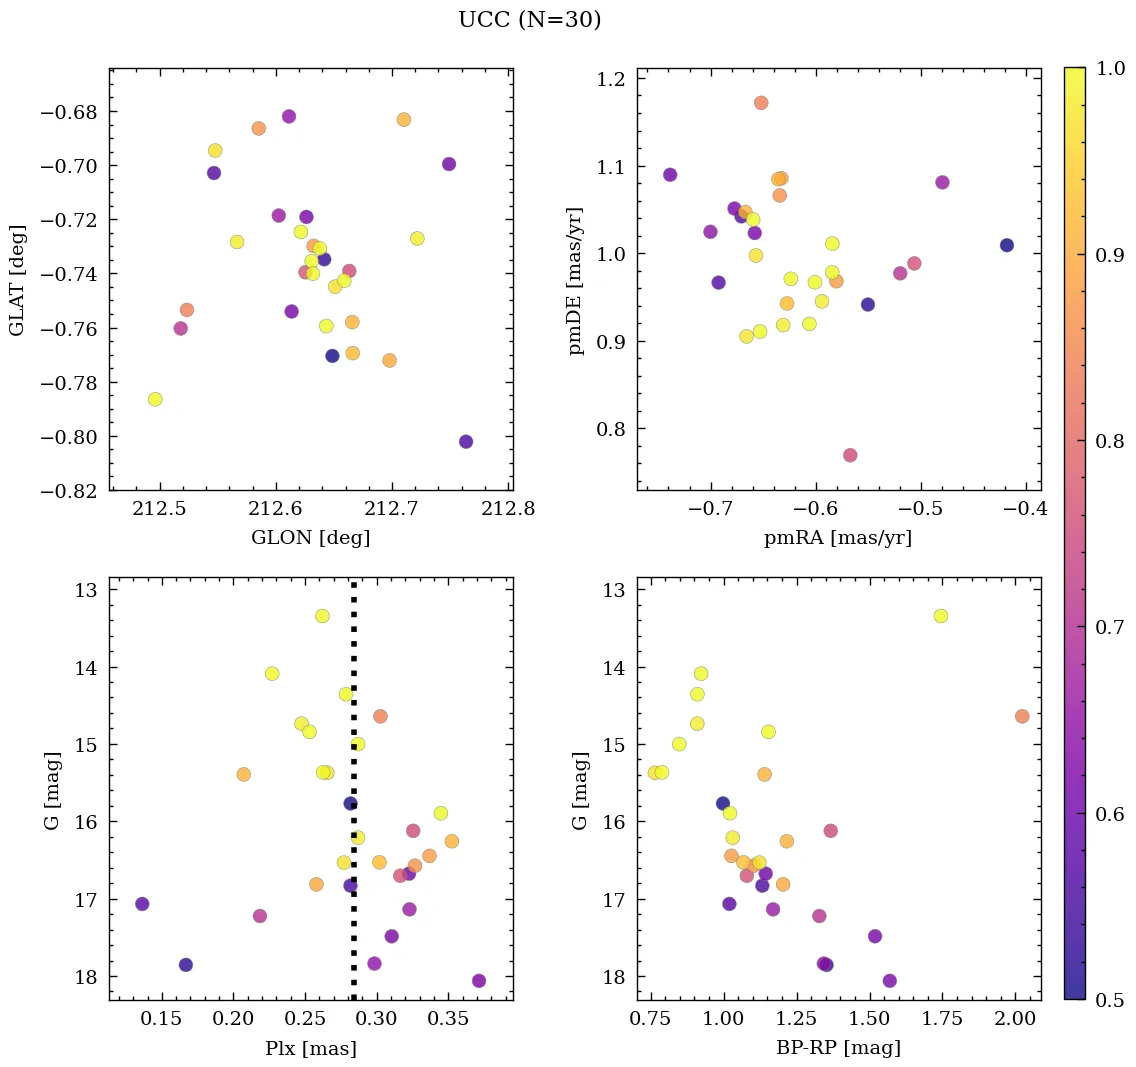 UCC (N=30)
−0.68
−0.70
−0.72
−0.74
−0.76
−0.78
−0.80
−0.82
GLAT [deg]
212.5 212.6 212.7 212.8
GLON [deg]
1.2
1.1
1.0
0.9
0.8
pmDE [mas/yr]
−0.7 −0.6 −0.5 −0.4
pmRA [mas/yr]
13
14
15
16
17
18
G [mag]
0.15 0.20 0.25 0.30 0.35
Plx [mas]
13
14
15
16
17
18
G [mag]
0.75 1.00 1.25 1.50 1.75 2.00
BP-RP [mag]
1.0
0.9
0.8
0.7
0.6
0.5